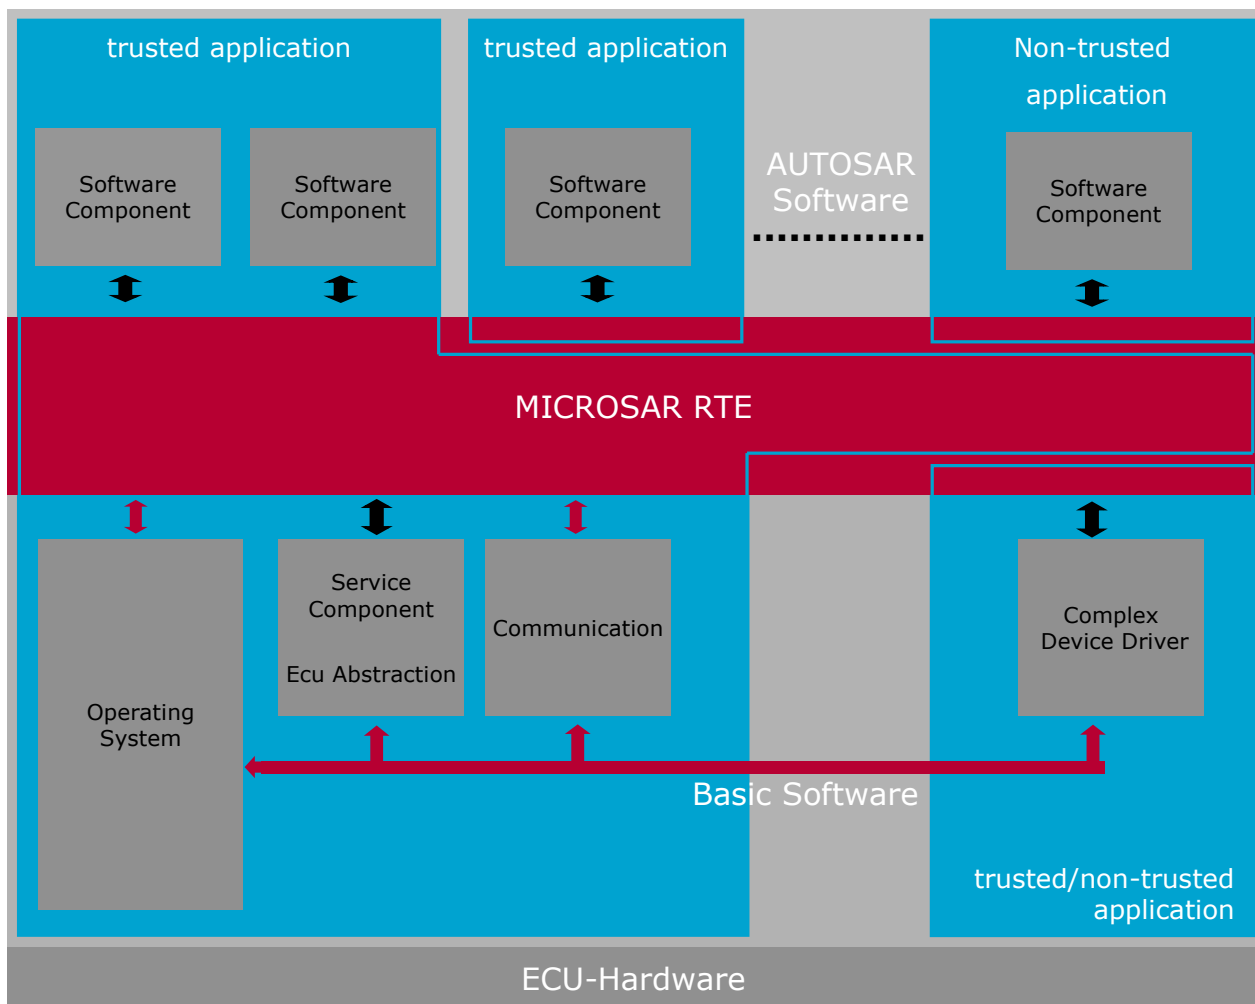 trusted application
trusted application
Non-trusted
application
Software
Component
Software
Component
Software
Component
AUTOSAR
Software
Software
Component
MICROSAR RTE
Operating
System
Service
Component
Ecu Abstraction
Communication
Complex
Device Driver
Basic Software
trusted/non-trusted
application
ECU-Hardware